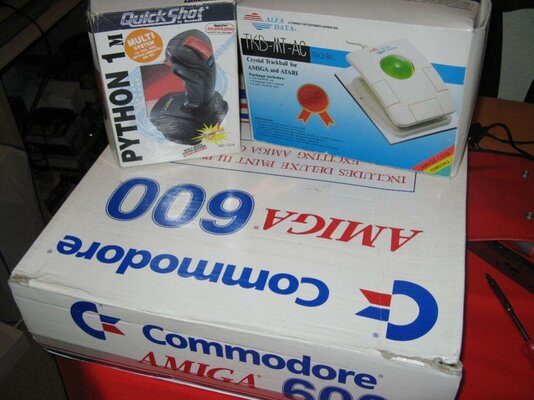 QuickShot
PYTHON 1M
MULTI
SYSTEM
ALFA
DATA
TKB-MT-AC
Crystal Trackball for
AMIGA and ATARI
INCLUDES DELUXE PAINT III
EXCITING AMIGA
AMIGA 600
Commodore
Commodore
AMIGA 600